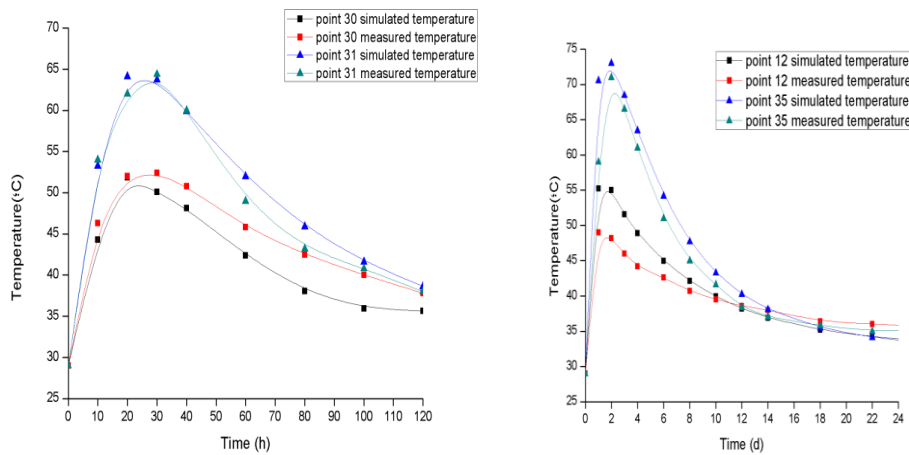 point 30 simulated temperature
point 30 measured temperature
point 31 simulated temperature
point 31 measured temperature
70
65
60
55
50
45
40
35
30
25
Temperature(°C)
0 10 20 30 40 50 60 70 80 90 100 110 120
Time (h)
point 12 simulated temperature
point 12 measured temperature
point 35 simulated temperature
point 35 measured temperature
75
70
65
60
55
50
45
40
35
30
25
Temperature(°C)
0 2 4 6 8 10 12 14 16 18 20 22 24
Time (d)